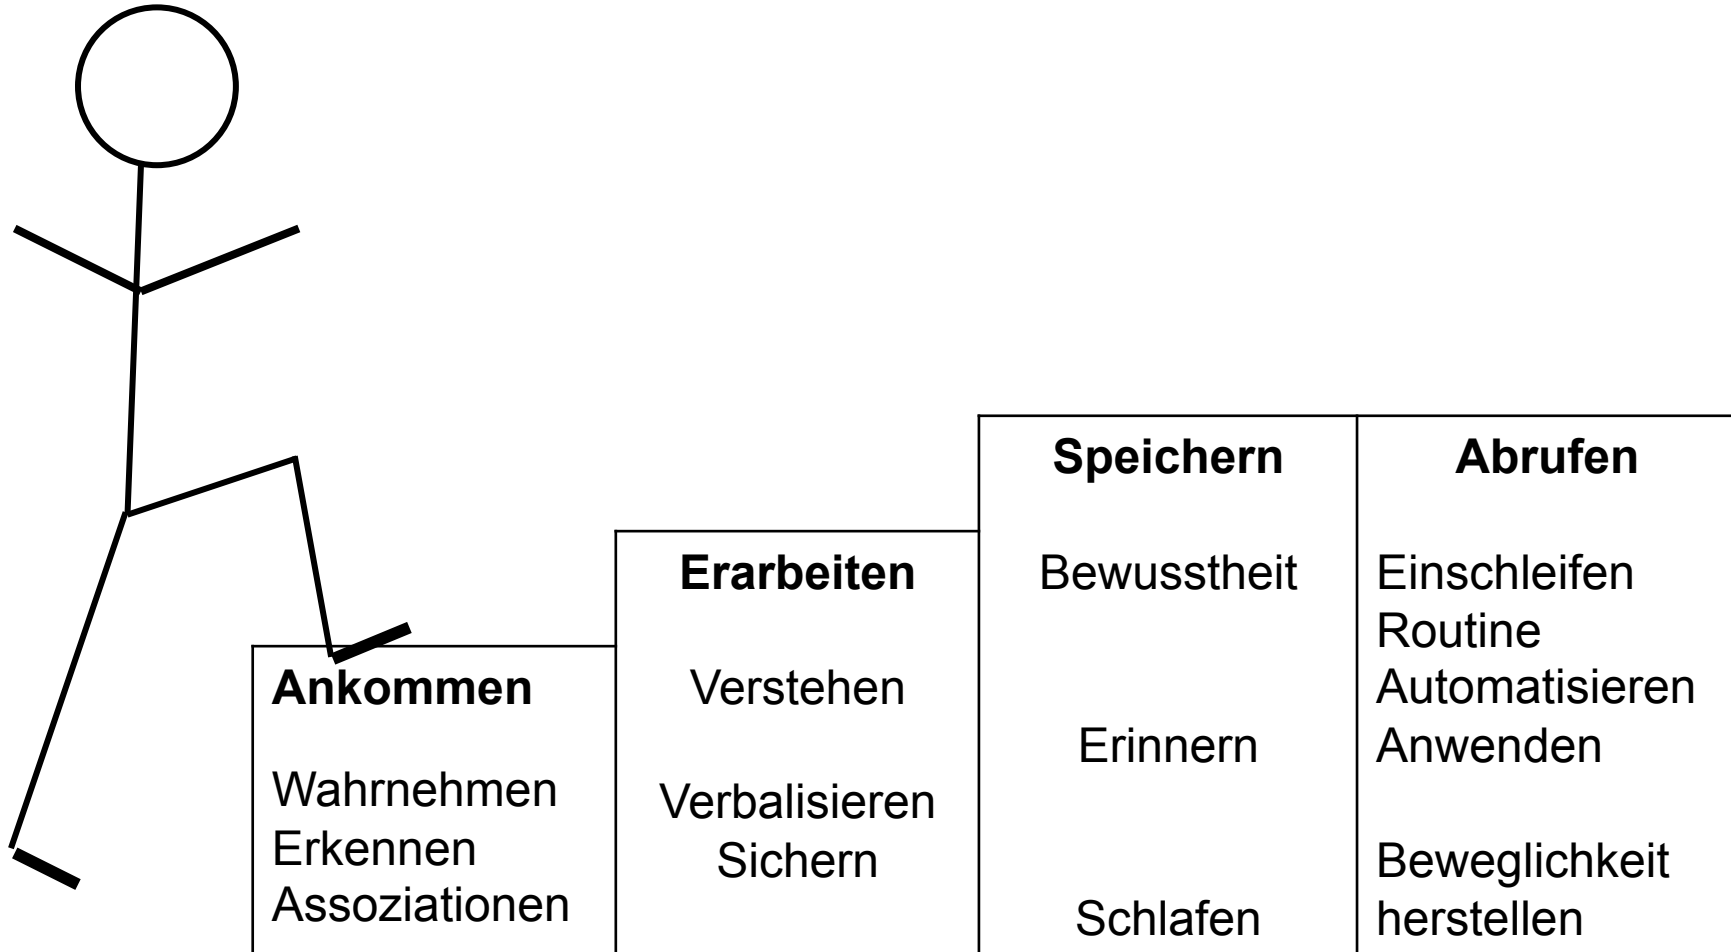 Ankommen
Wahrnehmen
Erkennen
Assoziationen
Erarbeiten
Verstehen
Verbalisieren
Sichern
Speichern
Bewusstheit
Erinnern
Schlafen
Abrufen
Einschleifen
Routine
Automatisieren
Anwenden
Beweglichkeit
herstellen